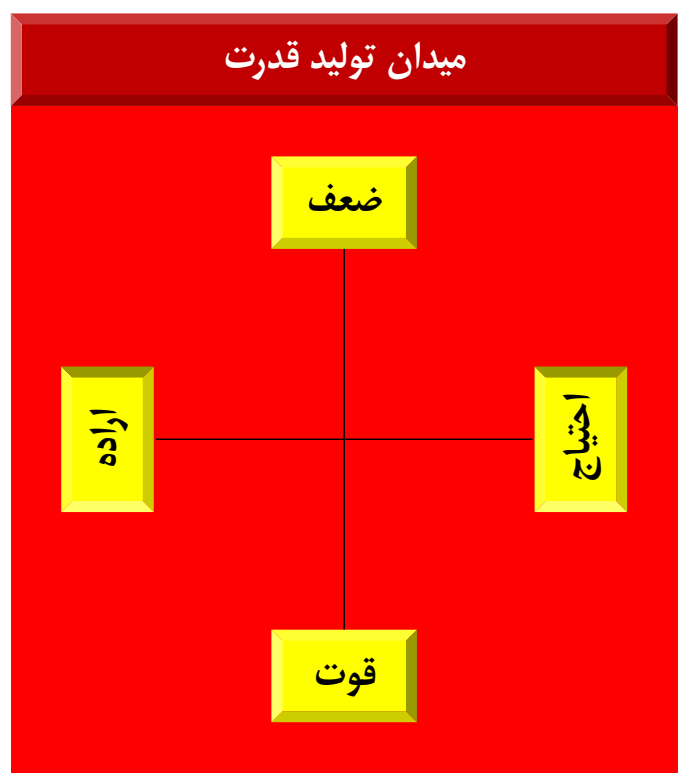 میدان تولید قدرت
ضعف
احتیاج
اراده
قوت